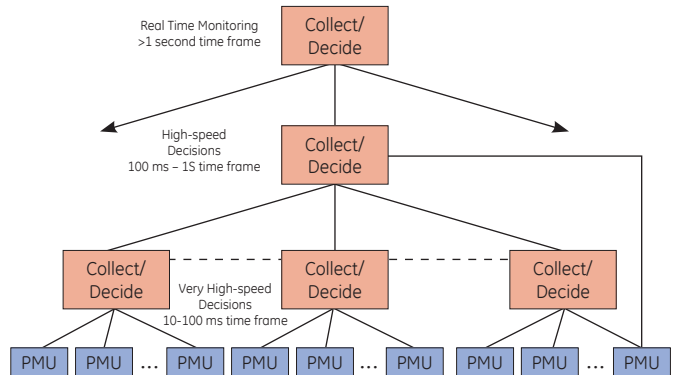 Real Time Monitoring
>1 second time frame
Collect/
Decide
High-speed
Decisions
100 ms – 1S time frame
Collect/
Decide
Collect/
Decide
Very High-speed
Decisions
10-100 ms time frame
Collect/
Decide
Collect/
Decide
PMU PMU ... PMU PMU PMU ... PMU PMU PMU ... PMU